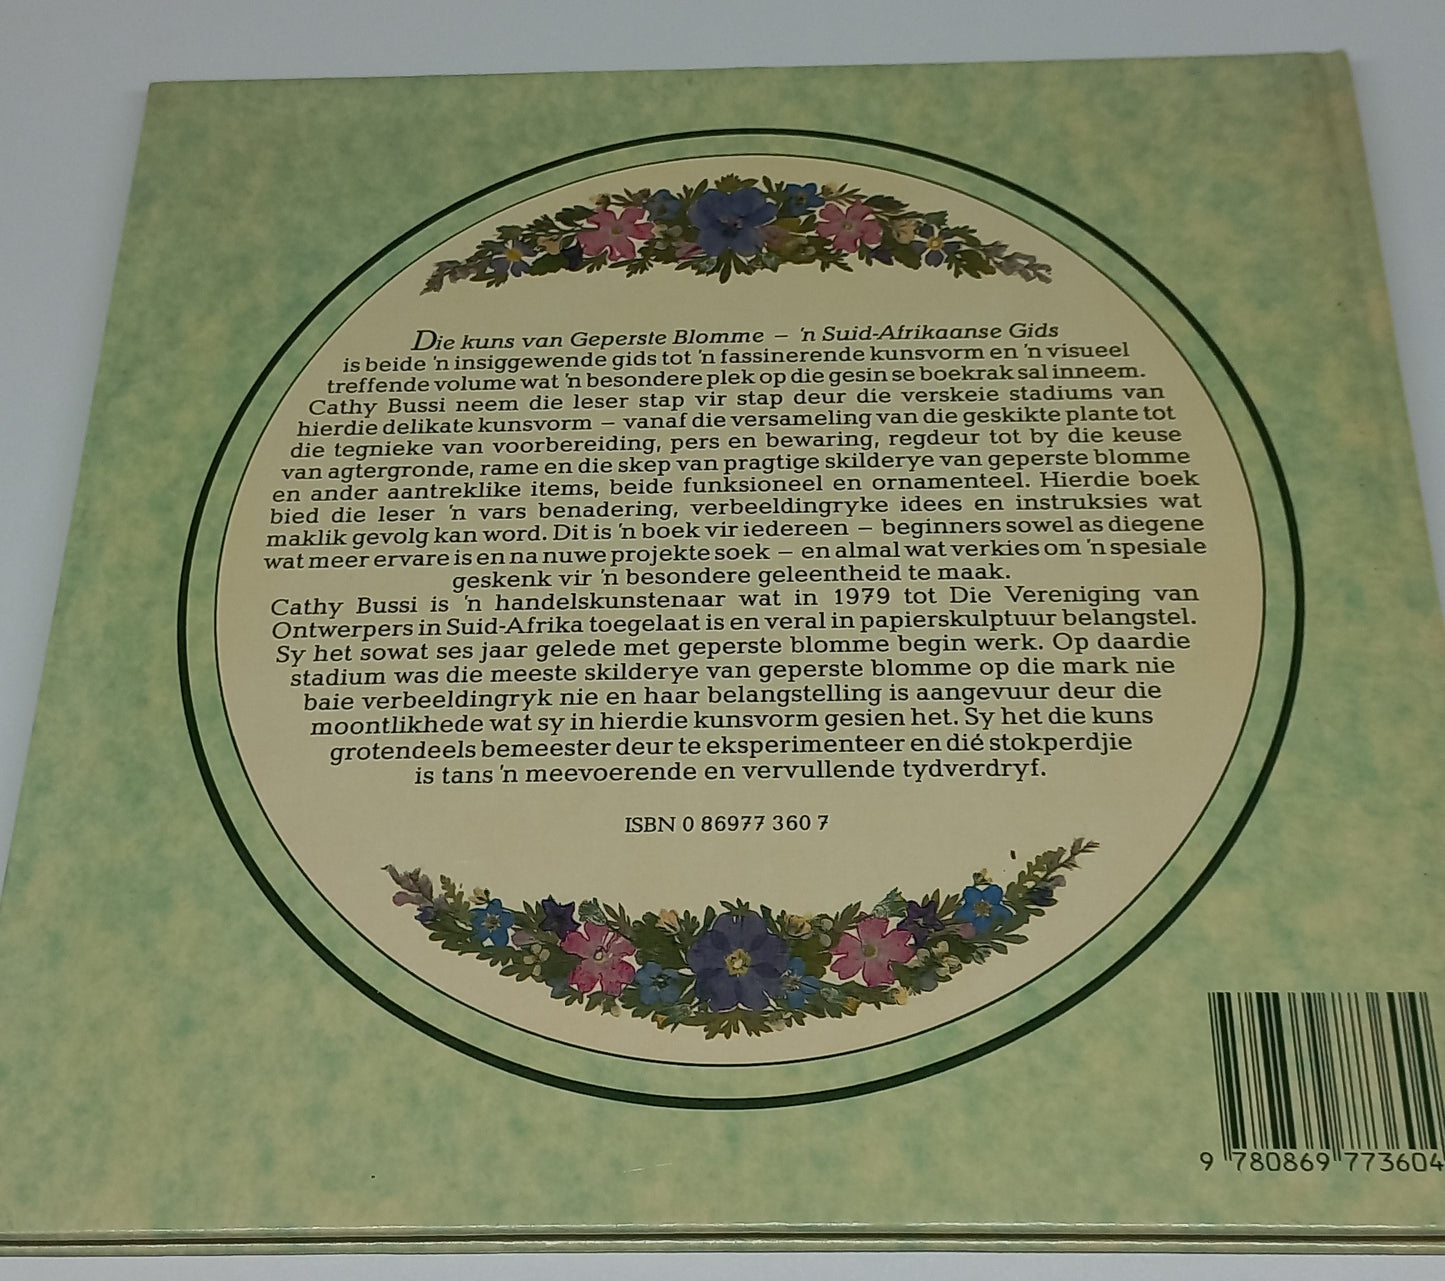 Die kuns van Geperste Blomme – 'n Suid-Afrikaanse Gids
is beide 'n insiggewende gids tot 'n fassinerende kunsvorm en 'n visueel
treffende volume wat 'n besondere plek op die gesin se boekrak sal inneem.
Cathy Bussi neem die leser stap vir stap deur die verskeie stadiums van
hierdie delikate kunsvorm – vanaf die versameling van die geskikte plante tot
die tegnieke van voorbereiding, pers en bewaring, regdeur tot by die keuse
van agtergronde, rame en die skep van pragtige skilderye van geperste blomme
en ander aantreklike items, beide funksioneel en ornamenteel. Hierdie boek
bied die leser 'n vars benadering, verbeeldingryke idees en instruksies wat
maklik gevolg kan word. Dit is 'n boek vir iedereen – beginners sowel as diegene
wat meer ervare is en na nuwe projekte soek – en almal wat verkies om 'n spesiale
geskenk vir 'n besondere geleentheid te maak.
Cathy Bussi is 'n handelskunstenaar wat in 1979 tot Die Vereniging van
Ontwerpers in Suid-Afrika toegelaat is en veral in papierskulptuur belangstel.
Sy het sowat ses jaar gelede met geperste blomme begin werk. Op daardie
stadium was die meeste skilderye van geperste blomme op die mark nie
baie verbeeldingryk nie en haar belangstelling is aangevuur deur die
moontlikhede wat sy in hierdie kunsvorm gesien het. Sy het die kuns
grotendeels bemeester deur te eksperimenteer en dié stokperdjie
is tans 'n meevoerende en vervullende tydverdryf.
ISBN 0 86977 360 7
9 780869 773604